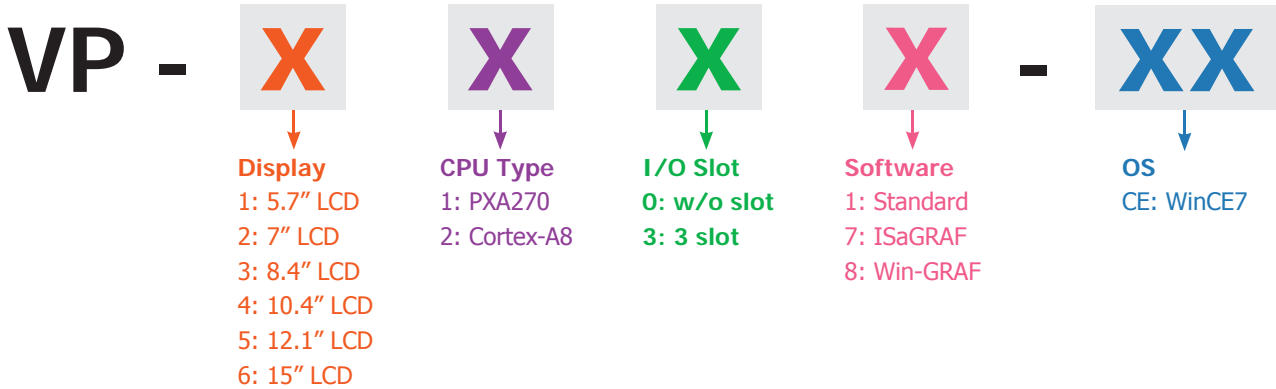 VP - X X X X - XX
Display
1: 5.7″ LCD
2: 7″ LCD
3: 8.4″ LCD
4: 10.4″ LCD
5: 12.1″ LCD
6: 15″ LCD
CPU Type
1: PXA270
2: Cortex-A8
I/O Slot
0: w/o slot
3: 3 slot
Software
1: Standard
7: ISaGRAF
8: Win-GRAF
OS
CE: WinCE7